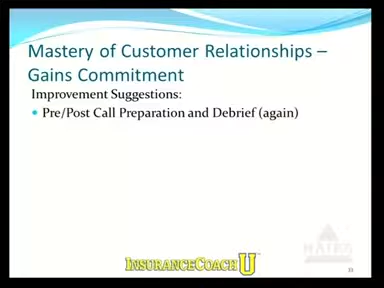 Mastery of Customer Relationships –
Gains Commitment
Improvement Suggestions:
Pre/Post Call Preparation and Debrief (again)
INSURANCECOACH U